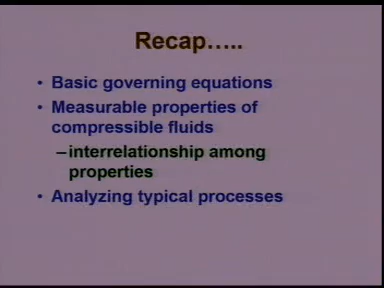 Recap.....
• Basic governing equations
• Measurable properties of
compressible fluids
–interrelationship among
properties
• Analyzing typical processes